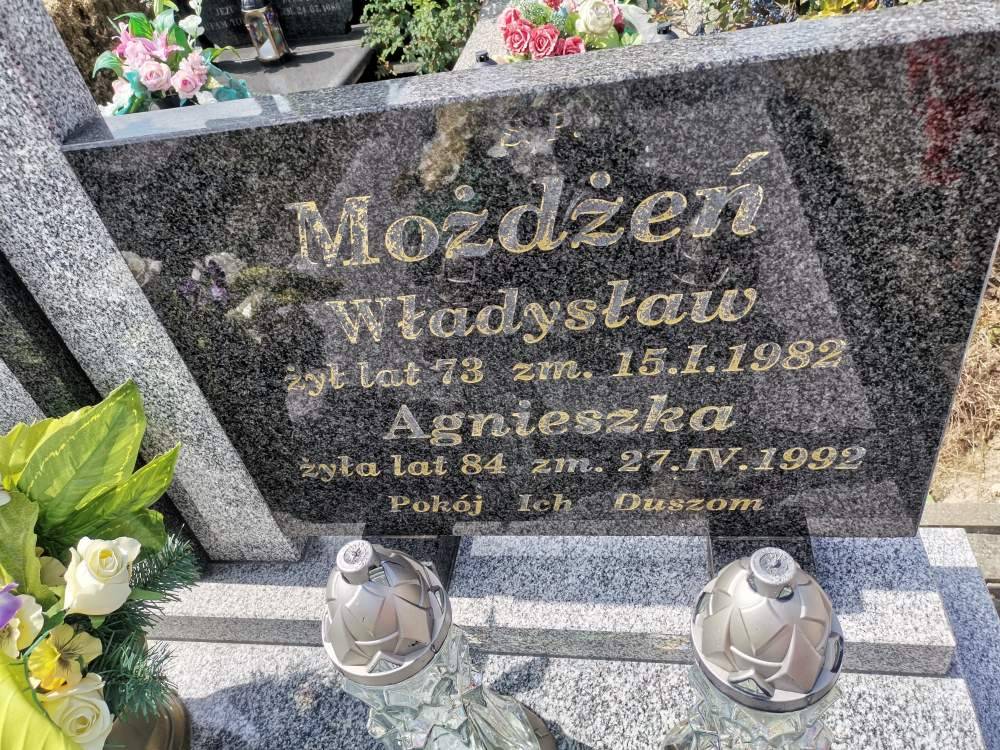 Ś. P.
Możdżeń
Władysław
żył lat 73 zm. 15.I.1982
Agnieszka
żyła lat 84 zm. 27.IV.1992
Pokój Ich Duszom